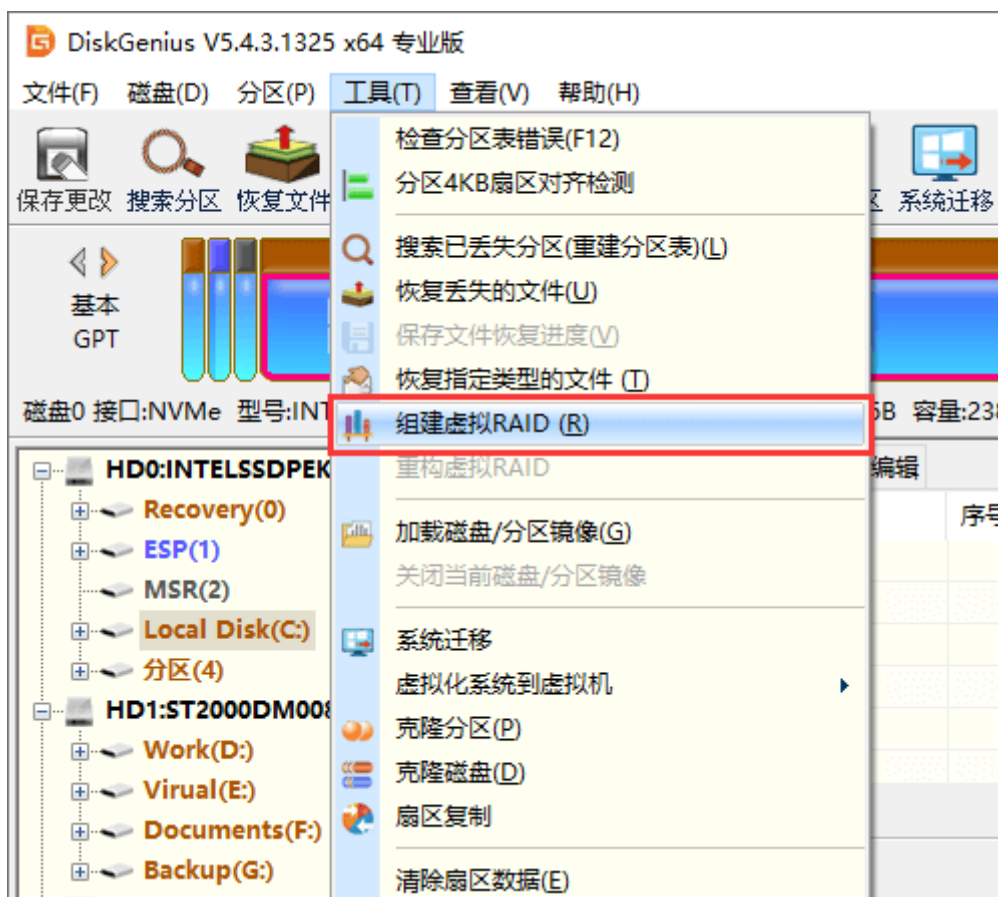 DiskGenius V5.4.3.1325 x64 专业版
文件(F) 磁盘(D) 分区(P) 工具(T) 查看(V) 帮助(H)
保存更改 搜索分区 恢复文件 区 系统迁移
基本
GPT
磁盘0 接口:NVMe 型号:INT GB 容量:238
HD0:INTELSSDPEK
Recovery(0)
ESP(1)
MSR(2)
Local Disk(C:)
分区(4)
HD1:ST2000DM008
Work(D:)
Virual(E:)
Documents(F:)
Backup(G:)
检查分区表错误(F12)
分区4KB扇区对齐检测
搜索已丢失分区(重建分区表)(L)
恢复丢失的文件(U)
保存文件恢复进度(V)
恢复指定类型的文件 (T)
组建虚拟RAID (R)
重构虚拟RAID
加载磁盘/分区镜像(G)
关闭当前磁盘/分区镜像
系统迁移
虚拟化系统到虚拟机
克隆分区(P)
克隆磁盘(D)
扇区复制
清除扇区数据(E)
编辑
序号